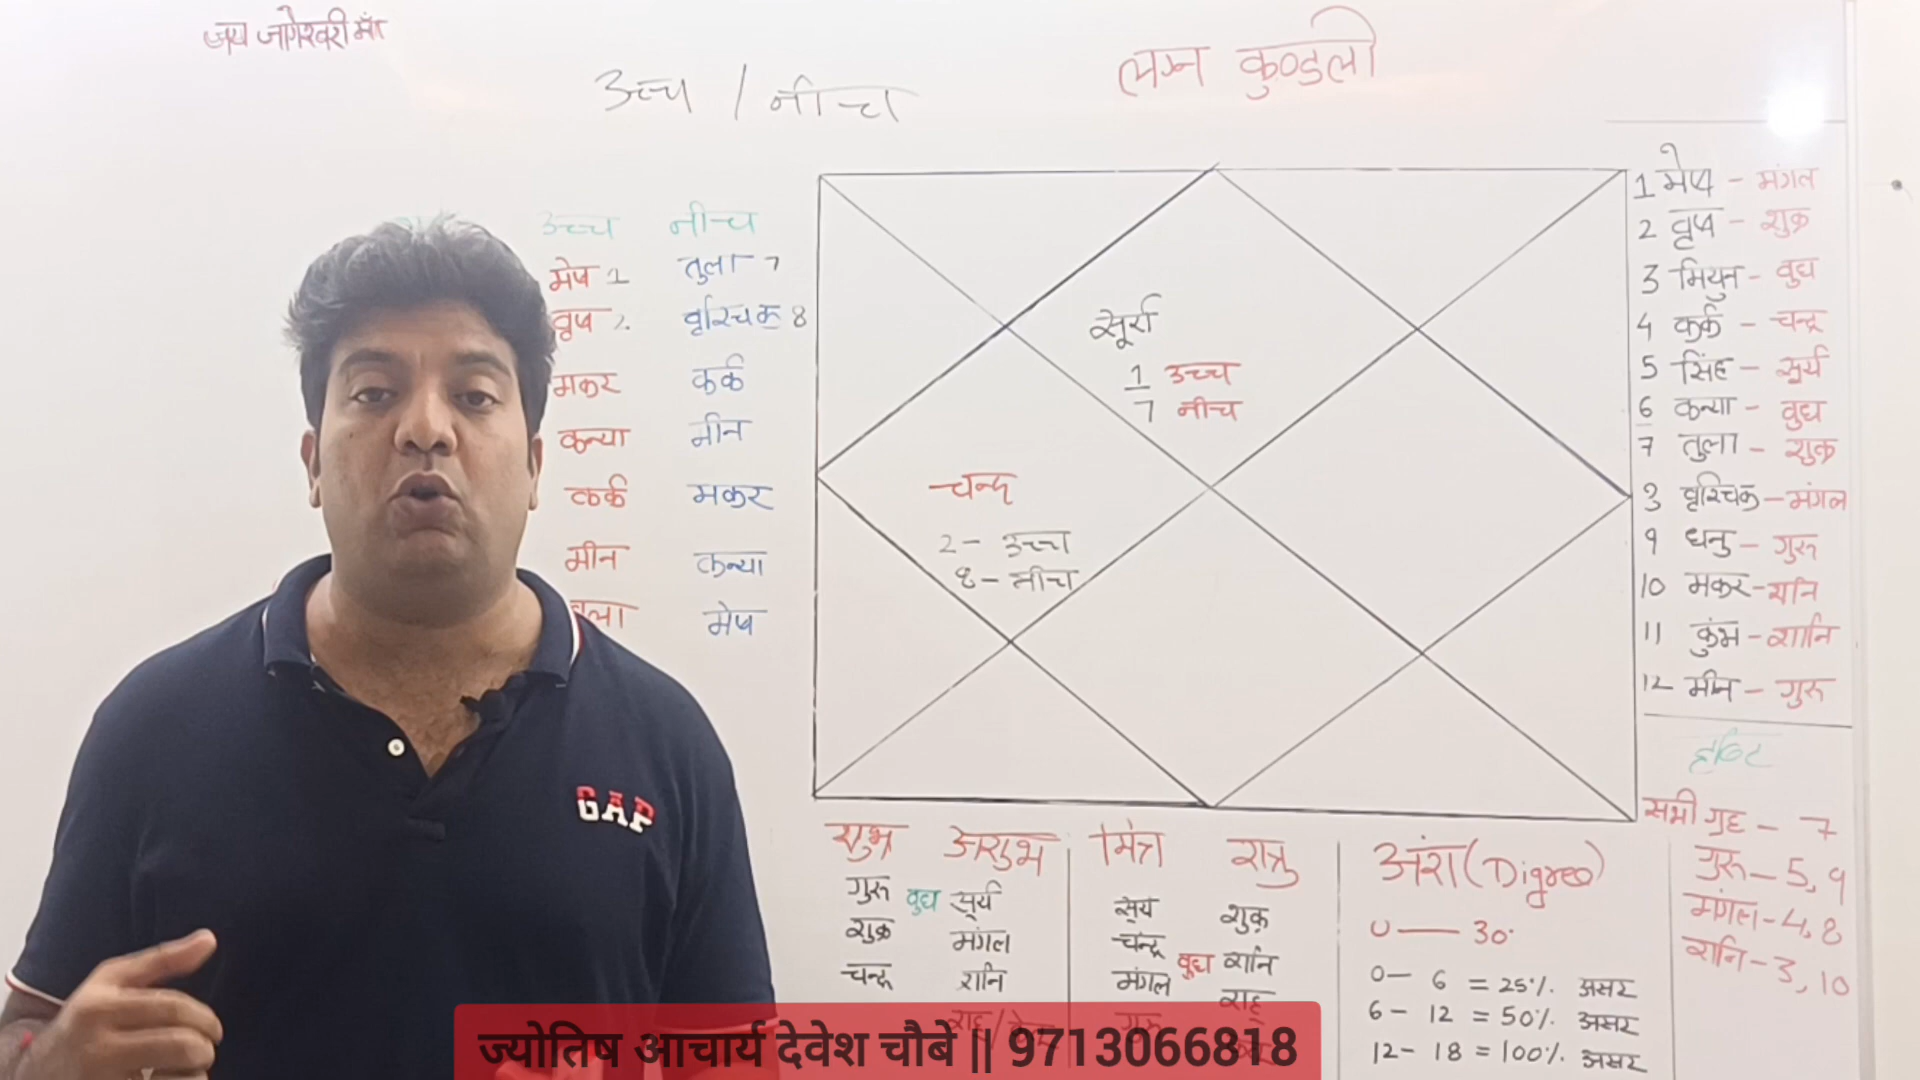 जय जागेश्वरी माँ
उच्च / नीच
लग्न कुण्डली
उच्च नीच
मेष 1 तुला 7
वृष 2 वृश्चिक 8
मकर कर्क
कन्या मीन
कर्क मकर
मीन कन्या
तुला मेष
सूर्य
1 उच्च
7 नीच
चन्द्र
2 - उच्च
8 - नीच
1 मेष - मंगल
2 वृष - शुक्र
3 मिथुन - बुध
4 कर्क - चन्द्र
5 सिंह - सूर्य
6 कन्या - बुध
7 तुला - शुक्र
8 वृश्चिक - मंगल
9 धनु - गुरू
10 मकर - शनि
11 कुंभ - शनि
12 मीन - गुरू
दृष्टि
सभी गृह - 7
गुरू - 5, 9
मंगल - 4, 8
शनि - 3, 10
शुभ अशुभ
गुरू बुध सूर्य
शुक्र मंगल
चन्द्र शनि
राहु /
मित्र शत्रु
सूर्य शुक्र
चन्द्र बुध शनि
मंगल राहू
गुरू
अंश (Digree)
0 — 30°
0 - 6 = 25% असर
6 - 12 = 50% असर
12 - 18 = 100% असर
GAP
ज्योतिष आचार्य देवेश चौबे || 9713066818